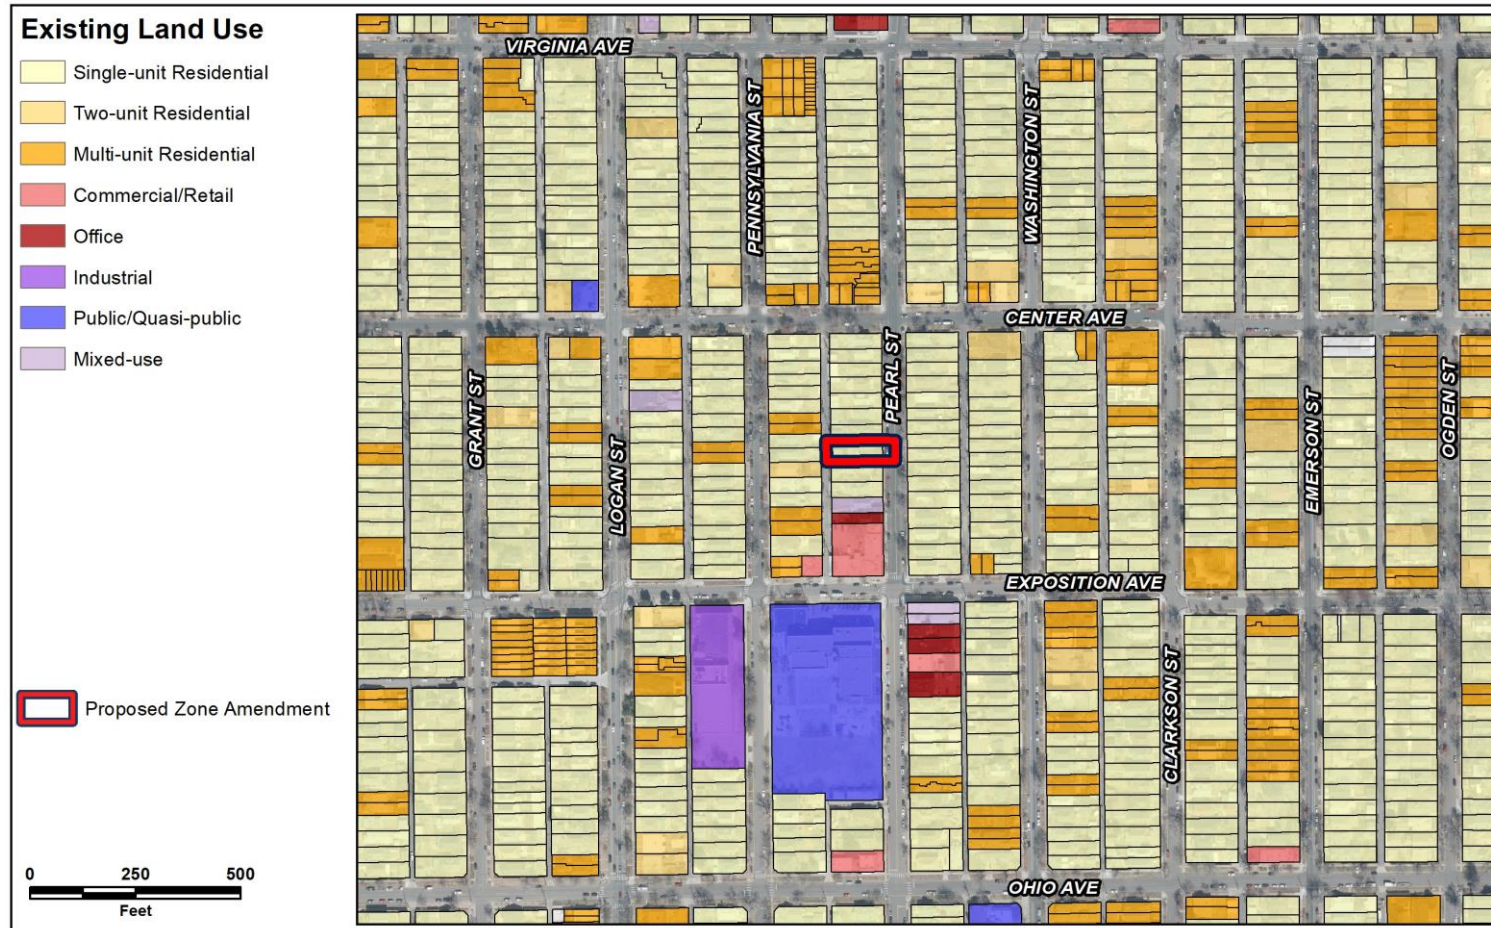 Existing Land Use
Single-unit Residential
Two-unit Residential
Multi-unit Residential
Commercial/Retail
Office
Industrial
Public/Quasi-public
Mixed-use
Proposed Zone Amendment
0 250 500
Feet
VIRGINIA AVE
PENNSYLVANIA ST
WASHINGTON ST
CENTER AVE
GRANT ST
LOGAN ST
PEARL ST
EMERSON ST
OGDEN ST
EXPOSITION AVE
CLARKSON ST
OHIO AVE